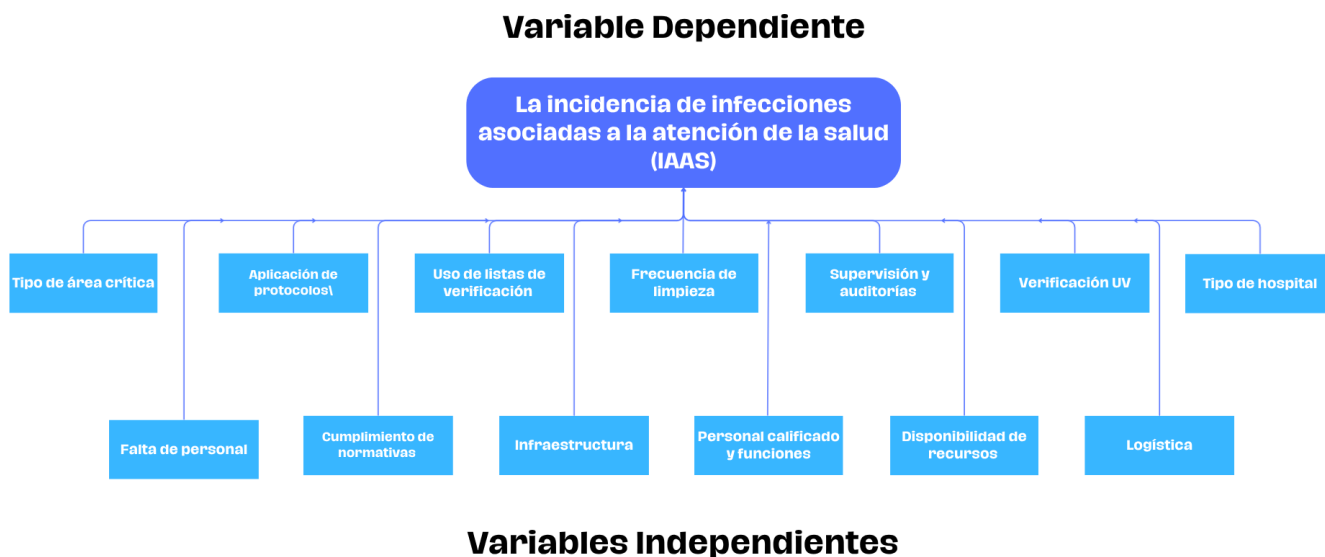 Variable Dependiente
La incidencia de infecciones
asociadas a la atención de la salud
(IAAS)
Tipo de área crítica
Aplicación de
protocolos\
Uso de listas de
verificación
Frecuencia de
limpieza
Supervisión y
auditorías
Verificación UV
Tipo de hospital
Falta de personal
Cumplimiento de
normativas
Infraestructura
Personal calificado
y funciones
Disponibilidad de
recursos
Logística
Variables Independientes